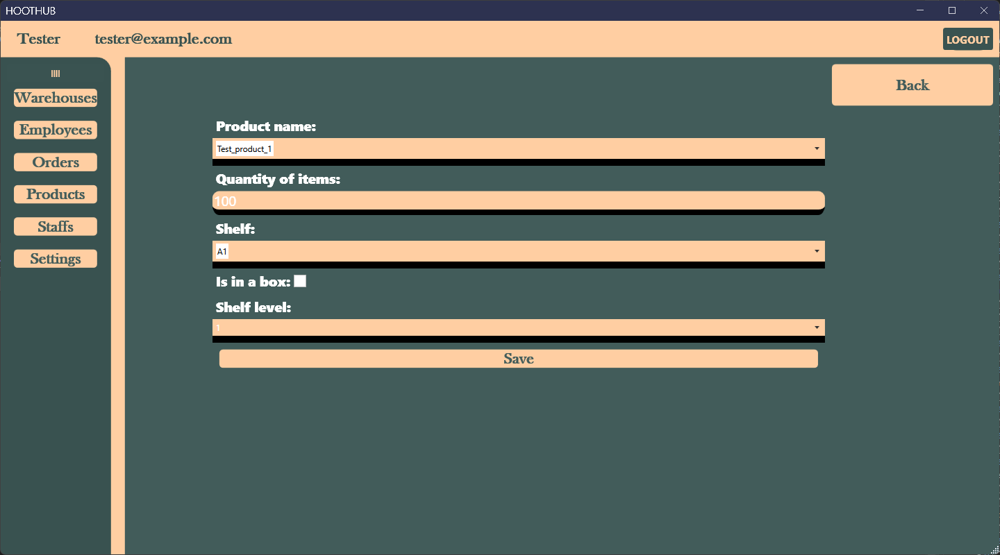 HOOTHUB
Tester tester@example.com LOGOUT
Back
Warehouses
Employees
Orders
Products
Staffs
Settings
Product name:
Test_product_1
Quantity of items:
100
Shelf:
A1
Is in a box:
Shelf level:
1
Save